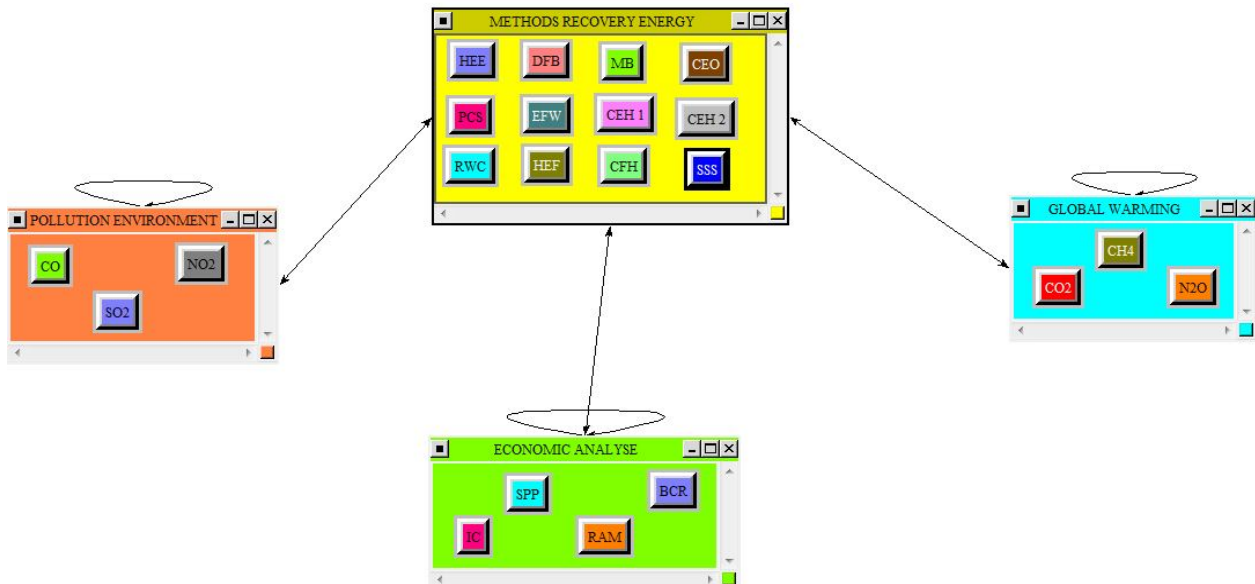 METHODS RECOVERY ENERGY
HEE DFB MB CEO
PCS EFW CEH 1 CEH 2
RWC HEF CFH SSS
POLLUTION ENVIRONMENT
CO NO2
SO2
GLOBAL WARMING
CH4
CO2 N2O
ECONOMIC ANALYSE
SPP BCR
IC RAM